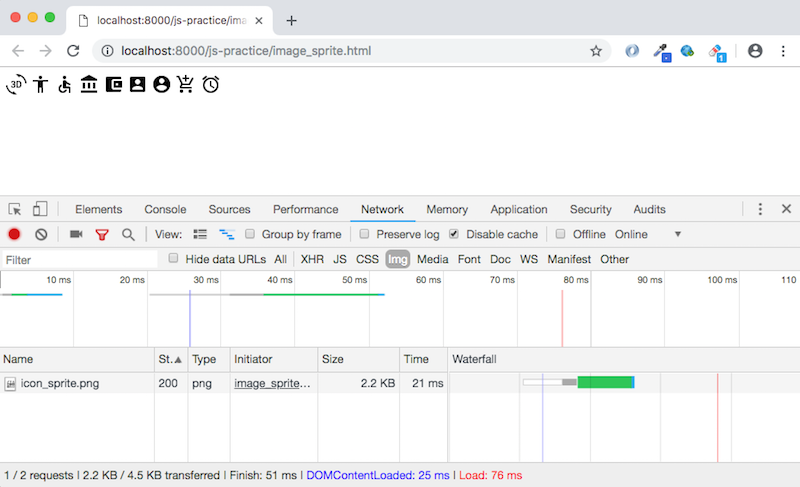 localhost:8000/js-practice/ima
localhost:8000/js-practice/image_sprite.html
1
3D
Elements Console Sources Performance Network Memory Application Security Audits
View: Group by frame Preserve log Disable cache Offline Online
Filter Hide data URLs All XHR JS CSS Img Media Font Doc WS Manifest Other
10 ms 20 ms 30 ms 40 ms 50 ms 60 ms 70 ms 80 ms 90 ms 100 ms 110
Name St. Type Initiator Size Time Waterfall
icon_sprite.png 200 png image_sprite… 2.2 KB 21 ms
1 / 2 requests | 2.2 KB / 4.5 KB transferred | Finish: 51 ms | DOMContentLoaded: 25 ms | Load: 76 ms